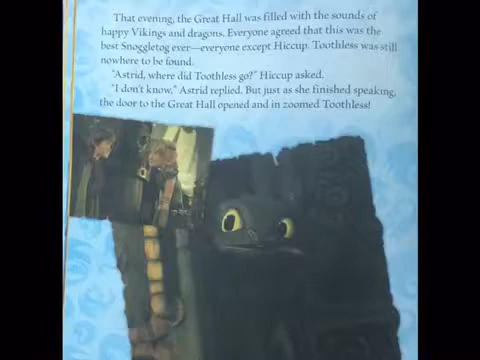 That evening, the Great Hall was filled with the sounds of
happy Vikings and dragons. Everyone agreed that this was the
best Snoggletog ever—everyone except Hiccup. Toothless was still
nowhere to be found.
"Astrid, where did Toothless go?" Hiccup asked.
"I don't know," Astrid replied. But just as she finished speaking,
the door to the Great Hall opened and in zoomed Toothless!